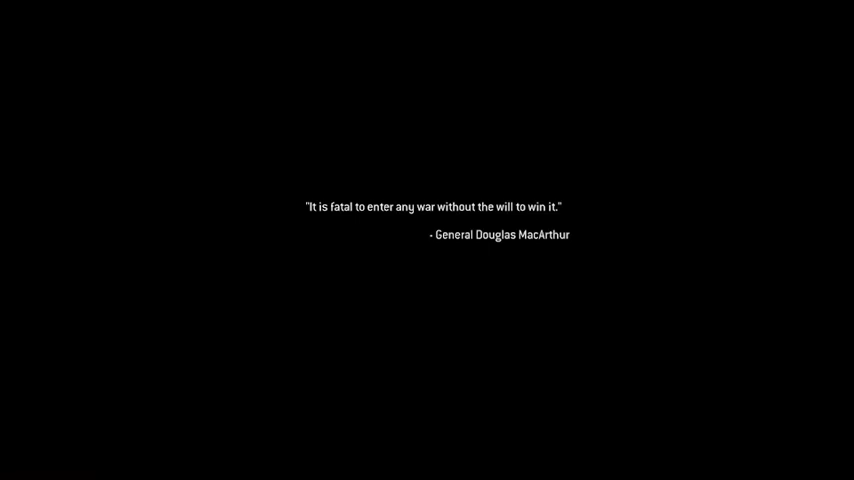 "It is fatal to enter any war without the will to win it."
- General Douglas MacArthur